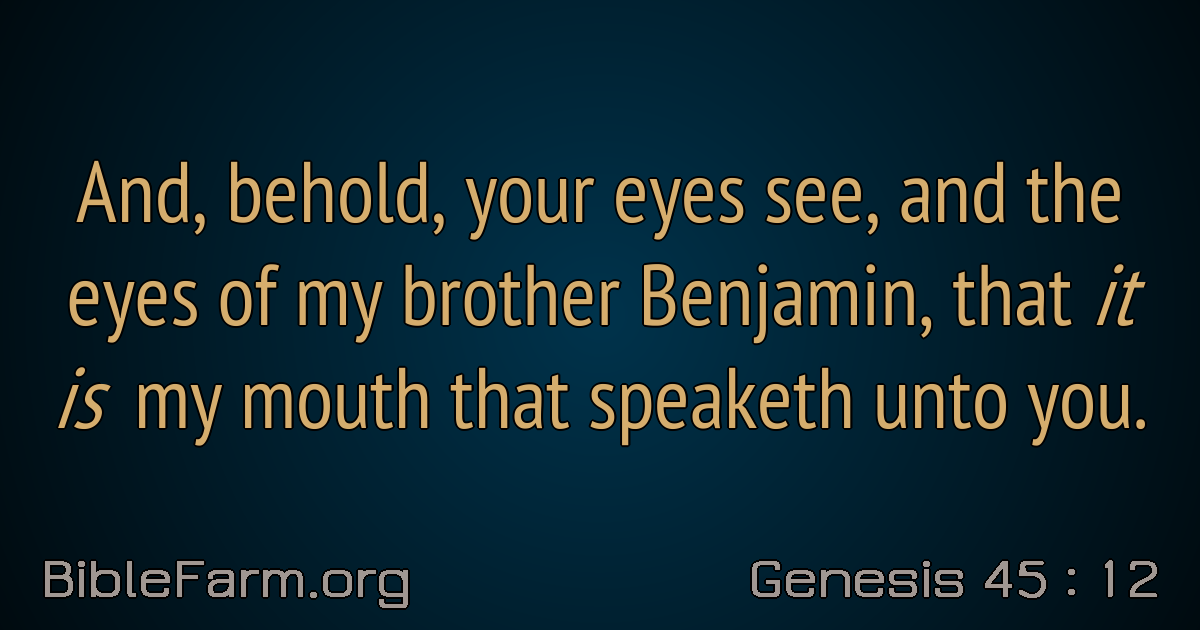 And, behold, your eyes see, and the
eyes of my brother Benjamin, that it
is my mouth that speaketh unto you.
BibleFarm.org
Genesis 45 : 12